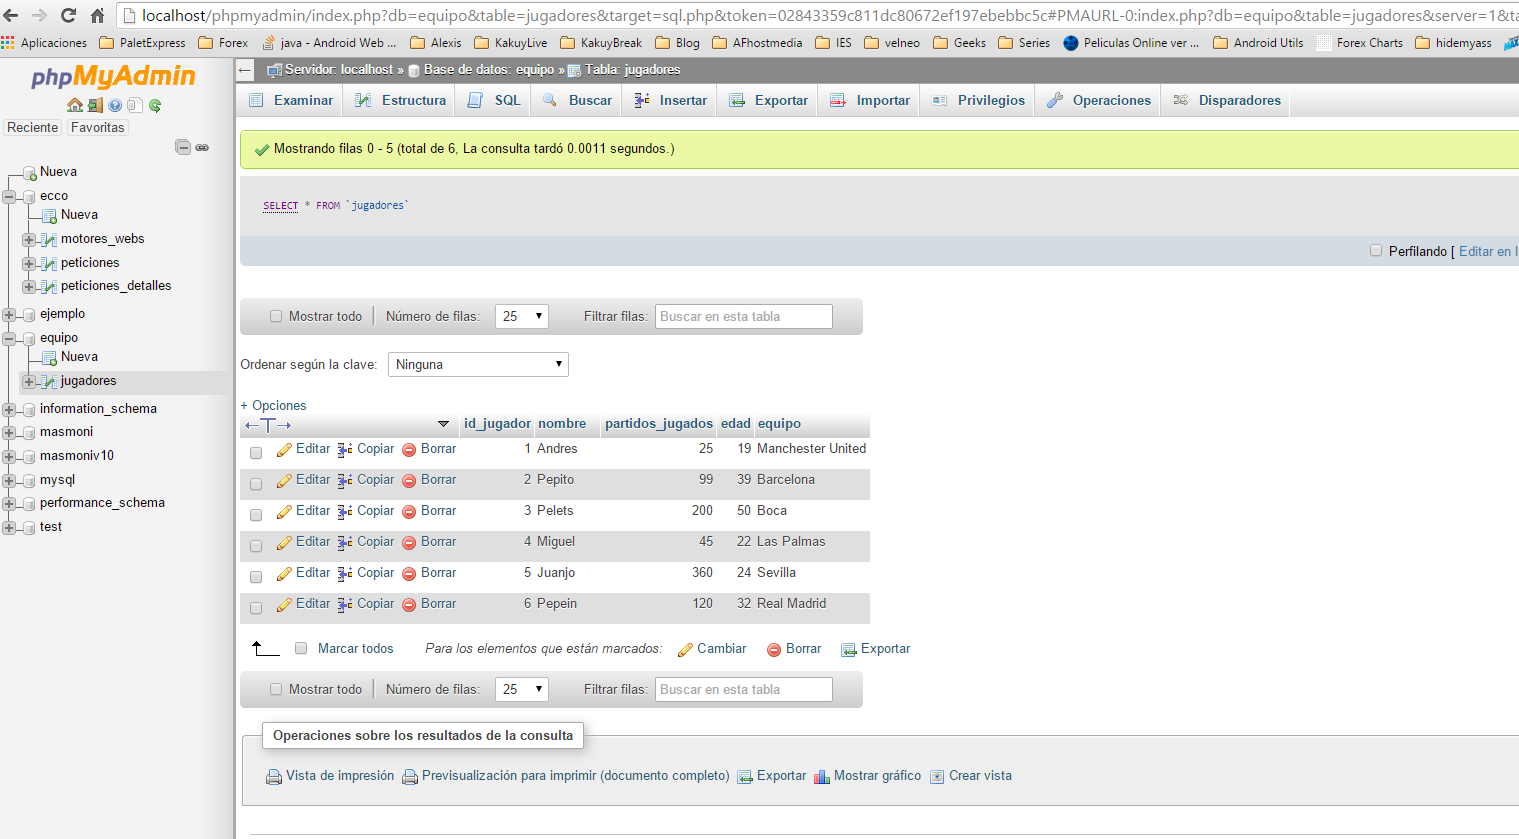 localhost/phpmyadmin/index.php?db=equipo&table=jugadores&target=sql.php&token=02843359c811dc80672ef197ebebbc5c#PMAURL-0:index.php?db=equipo&table=jugadores&server=1&ta
Aplicaciones PaletExpress Forex java - Android Web ... Alexis KakuyLive KakuyBreak Blog AFhostmedia IES velneo Geeks Series Peliculas Online ver ... Android Utils Forex Charts hidemyass
phpMyAdmin
Reciente Favoritas
Nueva
ecco
Nueva
motores_webs
peticiones
peticiones_detalles
ejemplo
equipo
Nueva
jugadores
information_schema
masmoni
masmoniv10
mysql
performance_schema
test
Servidor: localhost » Base de datos: equipo » Tabla: jugadores
Examinar Estructura SQL Buscar Insertar Exportar Importar Privilegios Operaciones Disparadores
Mostrando filas 0 - 5 (total de 6, La consulta tardó 0.0011 segundos.)
SELECT * FROM `jugadores`
Perfilando [ Editar en l
Mostrar todo Número de filas: 25 Filtrar filas: Buscar en esta tabla
Ordenar según la clave: Ninguna
+ Opciones
←T→ id_jugador nombre partidos_jugados edad equipo
Editar Copiar Borrar 1 Andres 25 19 Manchester United
Editar Copiar Borrar 2 Pepito 99 39 Barcelona
Editar Copiar Borrar 3 Pelets 200 50 Boca
Editar Copiar Borrar 4 Miguel 45 22 Las Palmas
Editar Copiar Borrar 5 Juanjo 360 24 Sevilla
Editar Copiar Borrar 6 Pepein 120 32 Real Madrid
Marcar todos Para los elementos que están marcados: Cambiar Borrar Exportar
Mostrar todo Número de filas: 25 Filtrar filas: Buscar en esta tabla
Operaciones sobre los resultados de la consulta
Vista de impresión Previsualización para imprimir (documento completo) Exportar Mostrar gráfico Crear vista